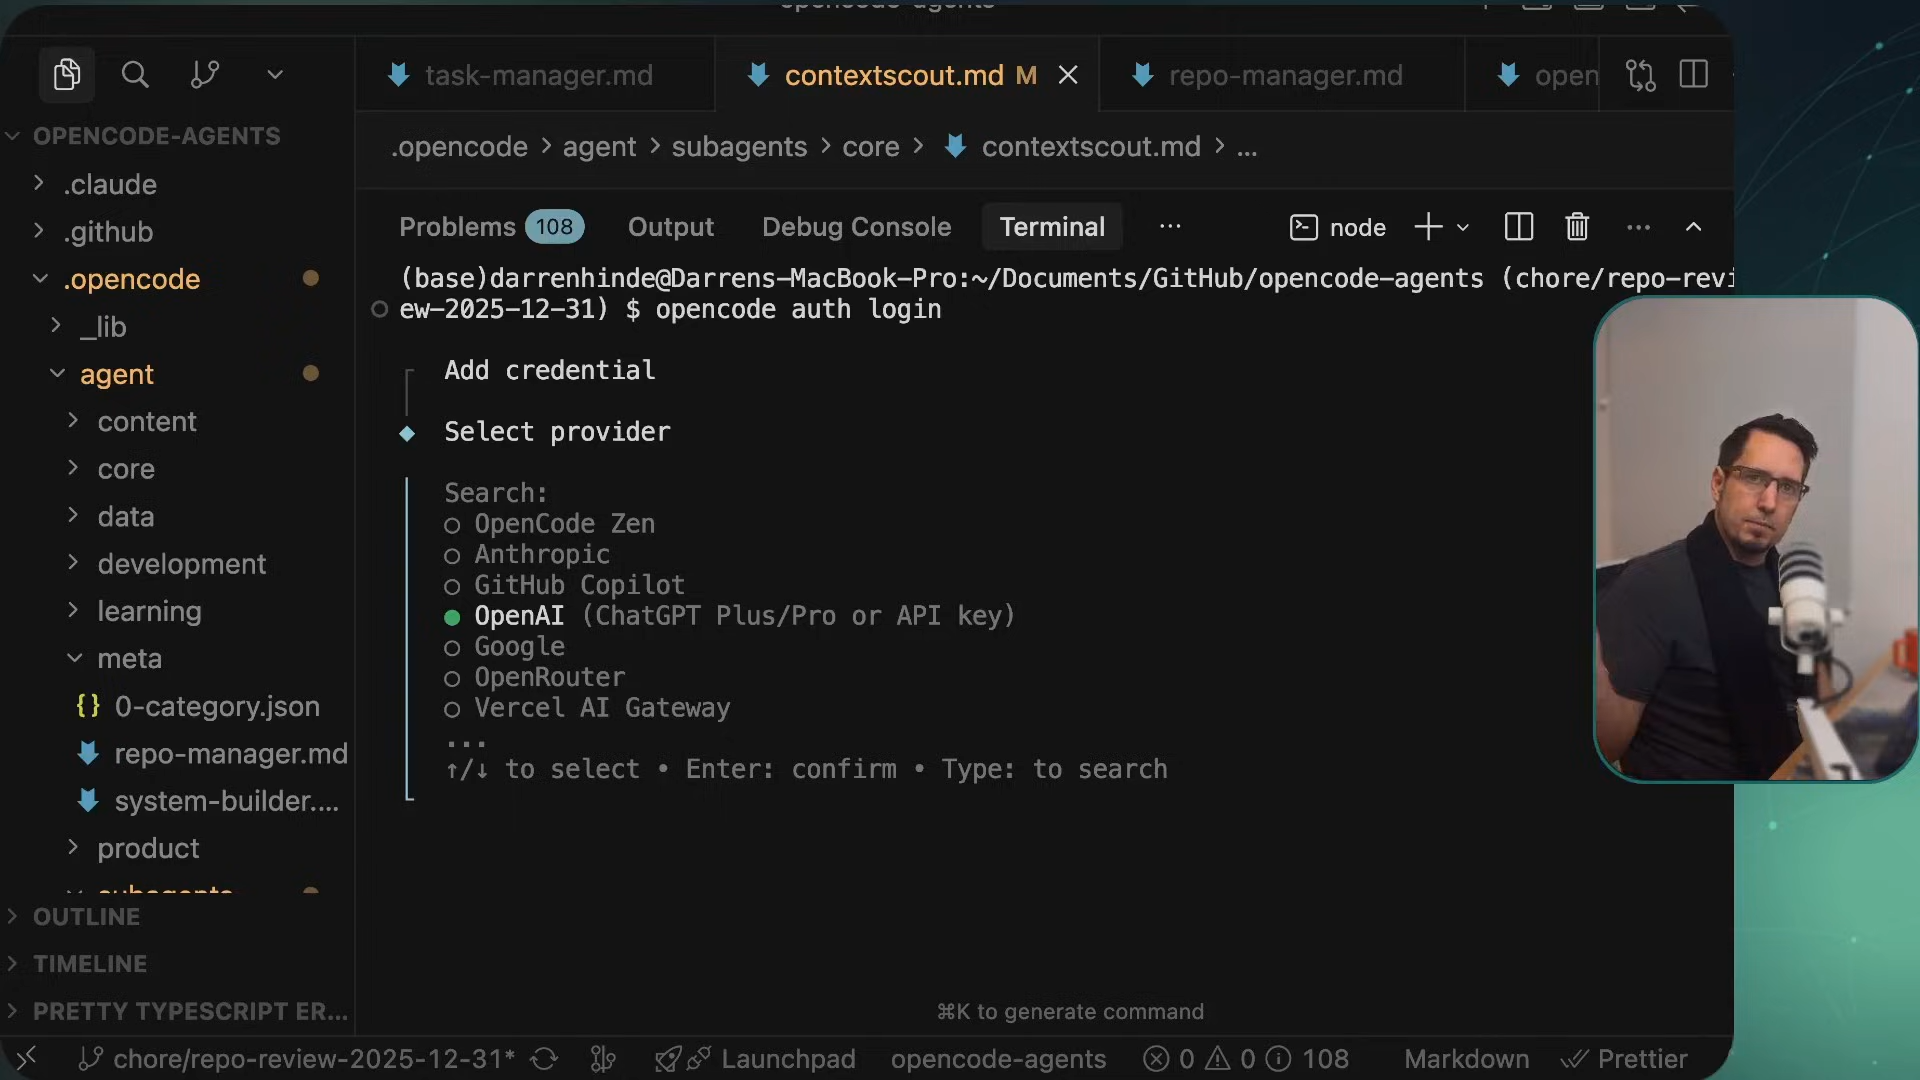 opencode-agents
task-manager.md
contextscout.md M
repo-manager.md
open
OPENCODE-AGENTS
.claude
.github
.opencode
_lib
agent
content
core
data
development
learning
meta
{} 0-category.json
repo-manager.md
system-builder....
product
subagents
OUTLINE
TIMELINE
PRETTY TYPESCRIPT ER...
.opencode > agent > subagents > core > contextscout.md > ...
Problems 108 Output Debug Console Terminal ... node
(base)darrenhinde@Darrens-MacBook-Pro:~/Documents/GitHub/opencode-agents (chore/repo-revi
ew-2025-12-31) $ opencode auth login
Add credential
Select provider
Search:
OpenCode Zen
Anthropic
GitHub Copilot
OpenAI (ChatGPT Plus/Pro or API key)
Google
OpenRouter
Vercel AI Gateway
...
↑/↓ to select • Enter: confirm • Type: to search
⌘K to generate command
chore/repo-review-2025-12-31* Launchpad opencode-agents 0 0 108 Markdown Prettier